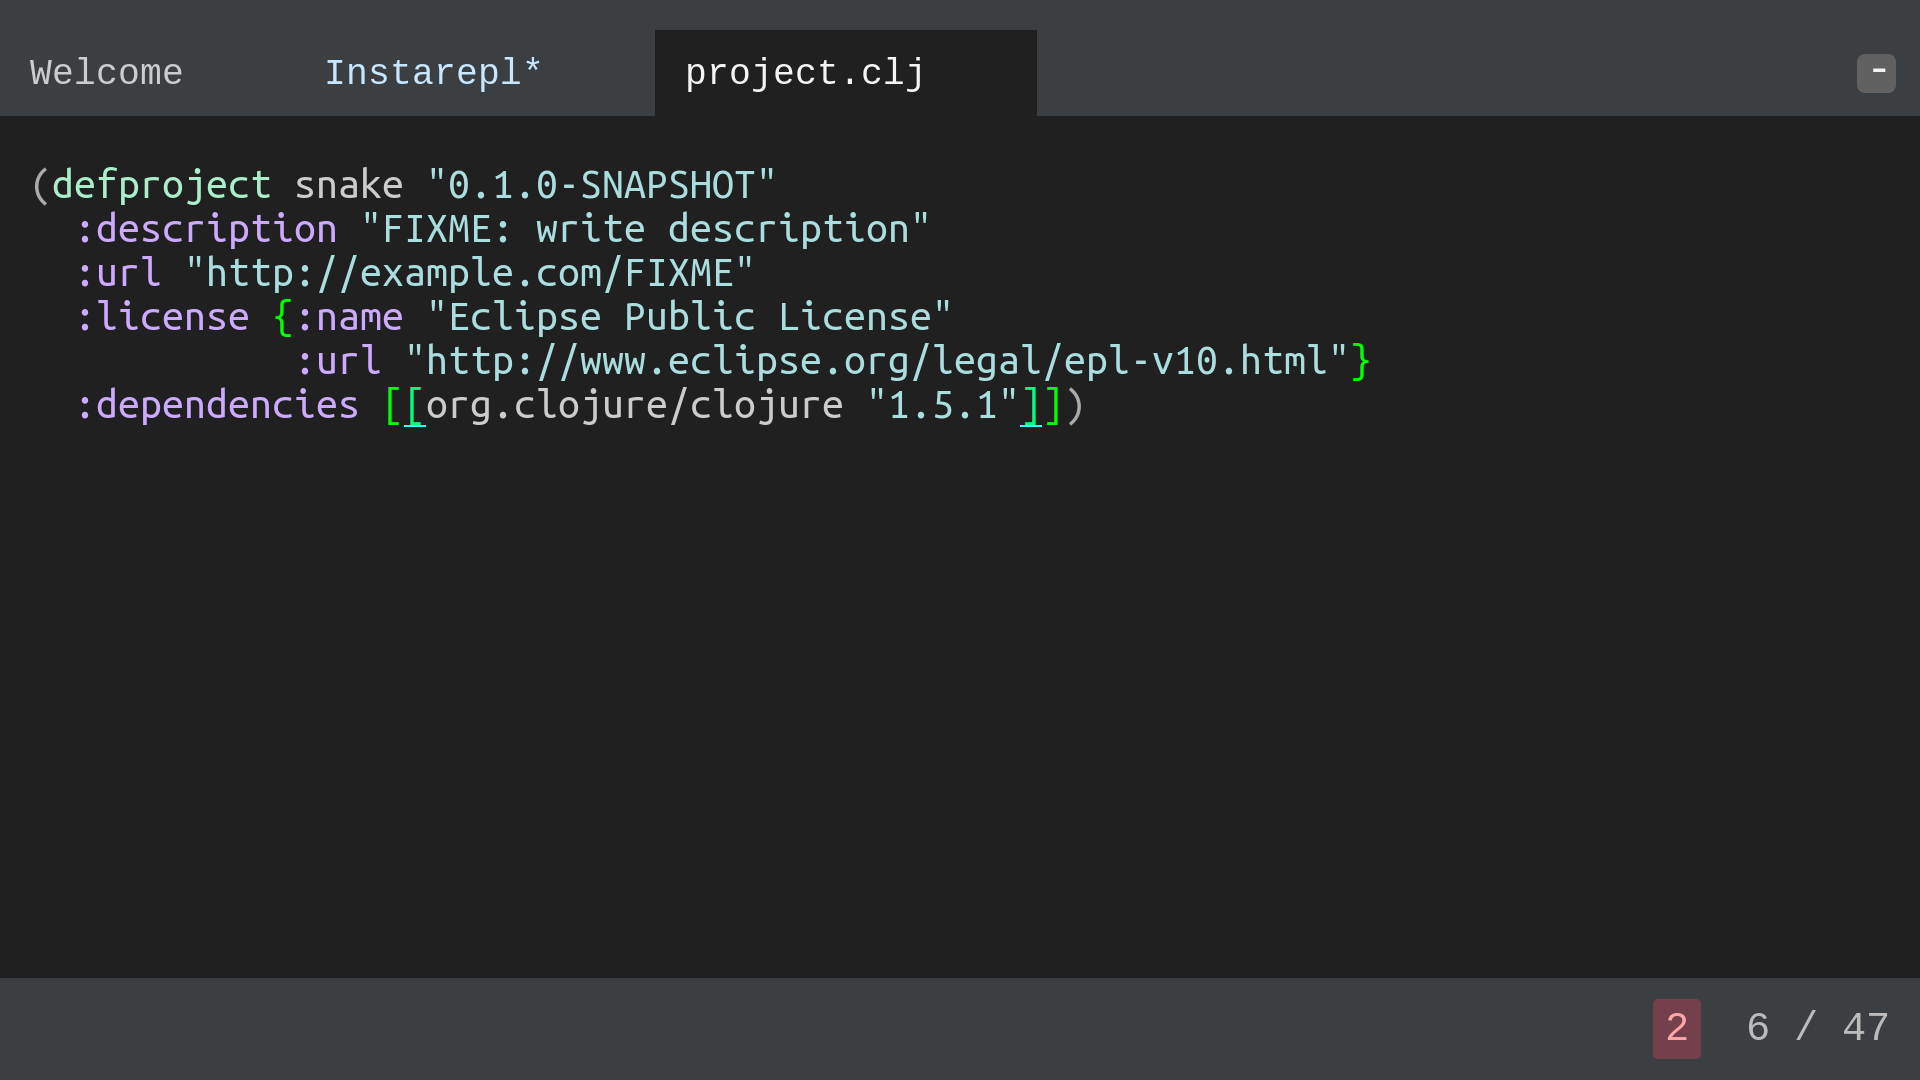 Welcome Instarepl* project.clj -
(defproject snake "0.1.0-SNAPSHOT"
  :description "FIXME: write description"
  :url "http://example.com/FIXME"
  :license {:name "Eclipse Public License"
            :url "http://www.eclipse.org/legal/epl-v10.html"}
  :dependencies [[org.clojure/clojure "1.5.1"]])
2 6 / 47